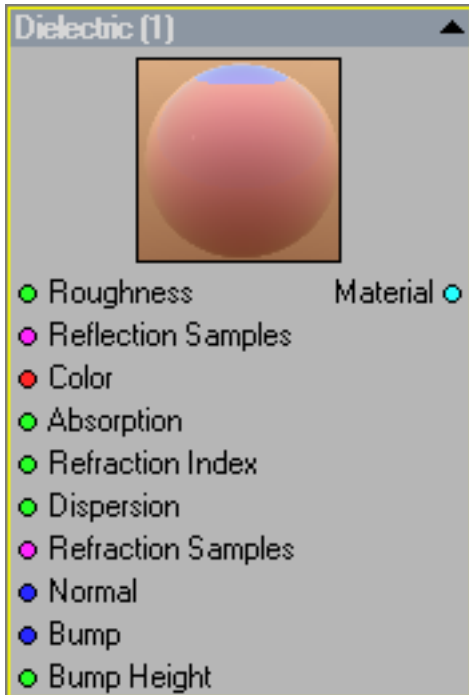 Dielectric (1)
Roughness Material
Reflection Samples
Color
Absorption
Refraction Index
Dispersion
Refraction Samples
Normal
Bump
Bump Height